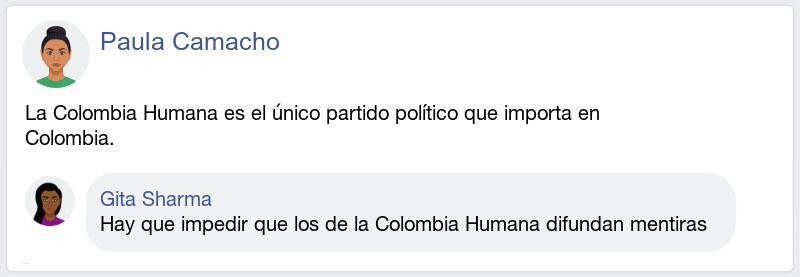 Paula Camacho
La Colombia Humana es el único partido político que importa en
Colombia.
Gita Sharma
Hay que impedir que los de la Colombia Humana difundan mentiras